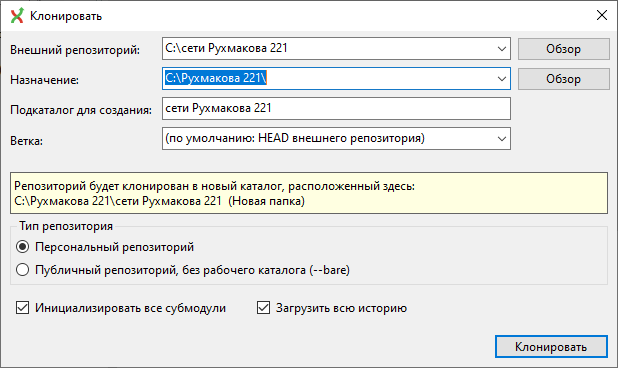 Клонировать
Внешний репозиторий: C:\сети Рухмакова 221 Обзор
Назначение: C:\Рухмакова 221\ Обзор
Подкаталог для создания: сети Рухмакова 221
Ветка: (по умолчанию: HEAD внешнего репозитория)
Репозиторий будет клонирован в новый каталог, расположенный здесь:
C:\Рухмакова 221\сети Рухмакова 221 (Новая папка)
Тип репозитория
Персональный репозиторий
Публичный репозиторий, без рабочего каталога (--bare)
Инициализировать все субмодули Загрузить всю историю
Клонировать